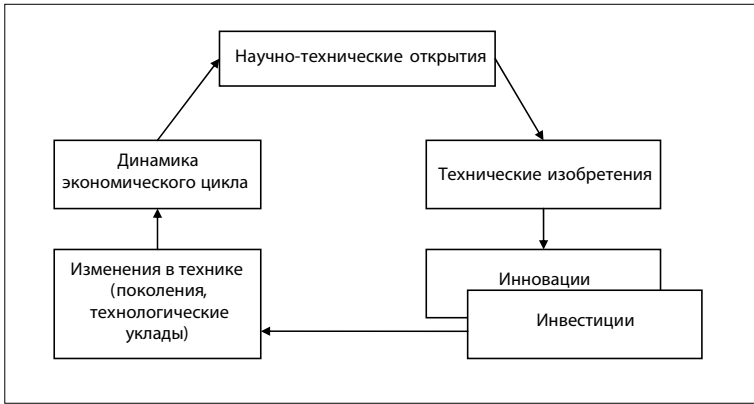 Научно-технические открытия
Динамика
экономического цикла
Технические изобретения
Изменения в технике
(поколения,
технологические
уклады)
Инновации
Инвестиции